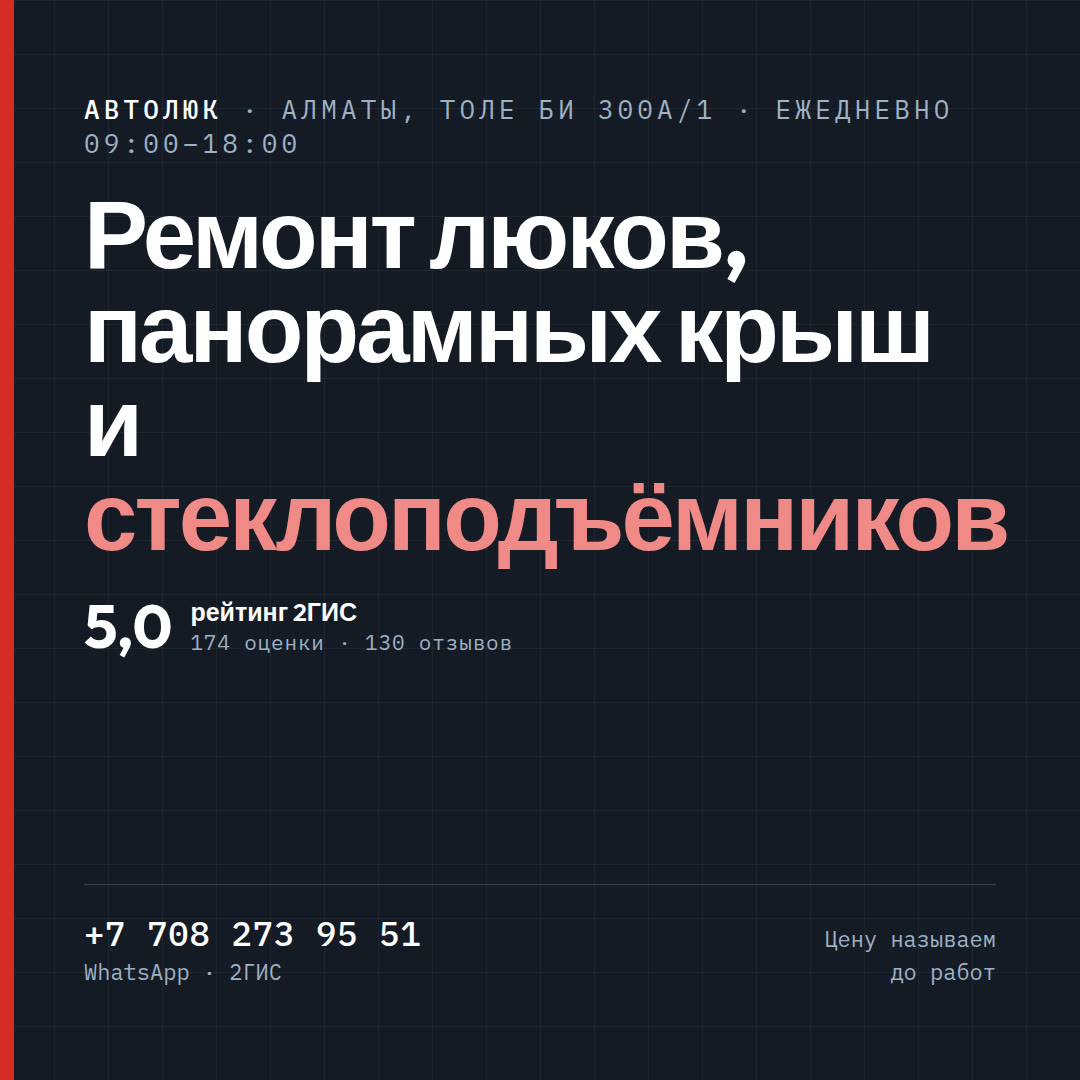 АВТОЛЮК · АЛМАТЫ, ТОЛЕ БИ 300А/1 · ЕЖЕДНЕВНО
09:00–18:00
Ремонт люков,
панорамных крыш
и
стеклоподъёмников
5,0
рейтинг 2ГИС
174 оценки · 130 отзывов
+7 708 273 95 51
WhatsApp · 2ГИС
Цену называем
до работ